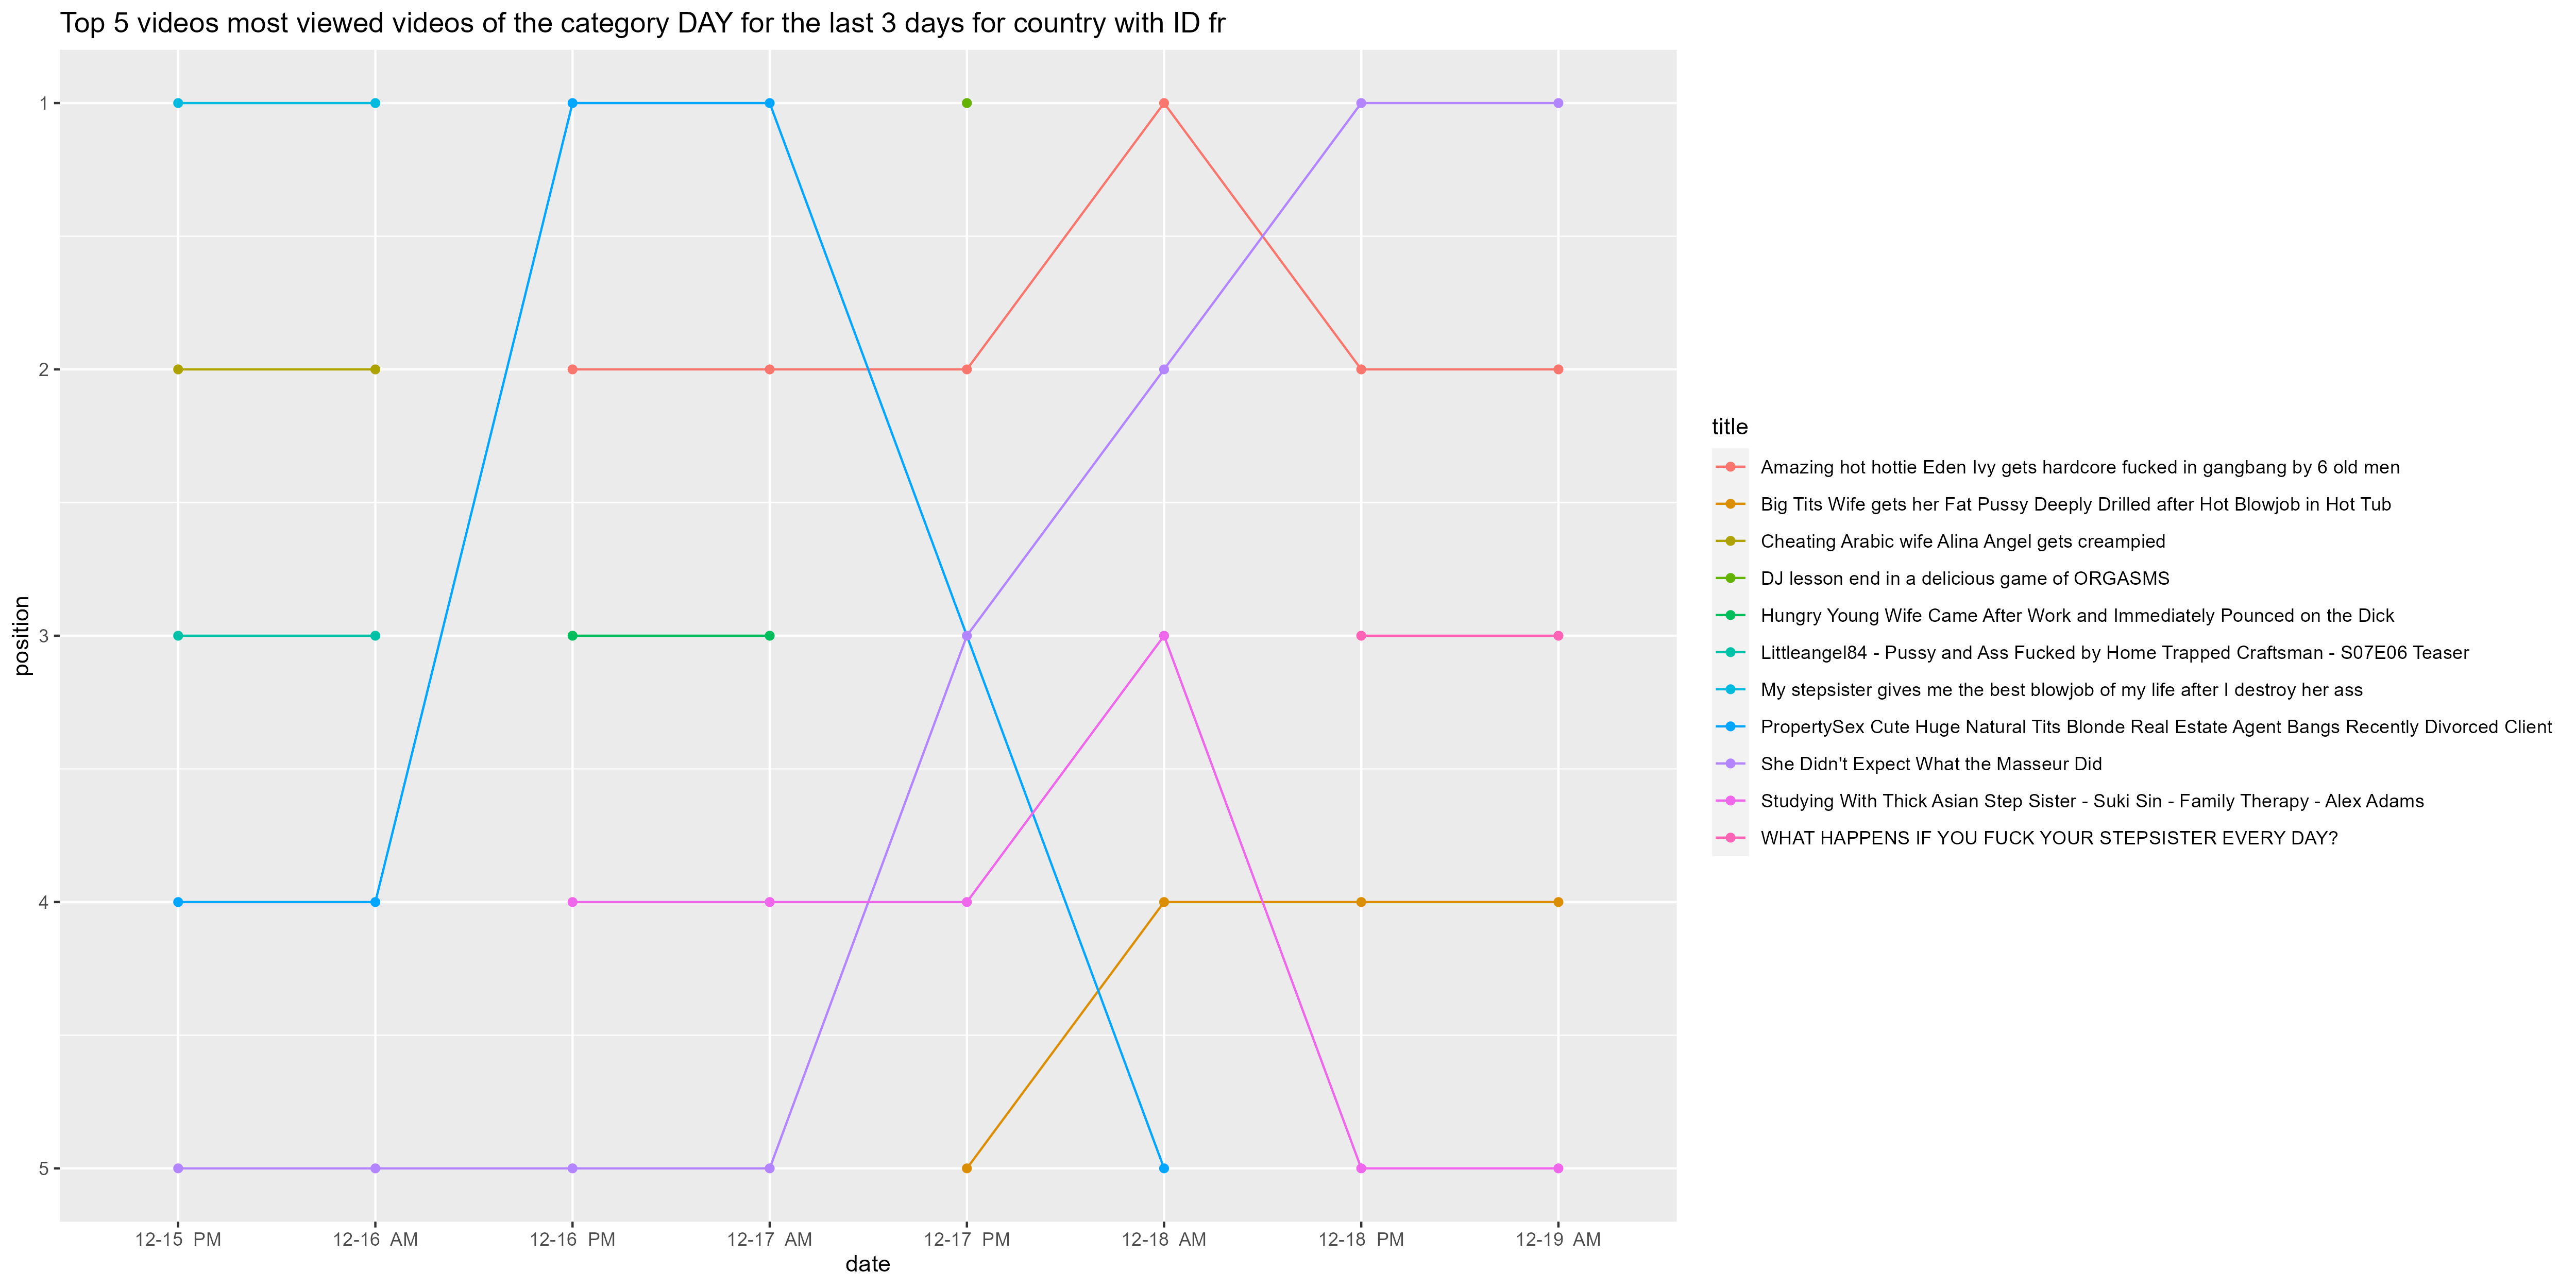 Top 5 videos most viewed videos of the category DAY for the last 3 days for country with ID fr
position
1
2
3
4
5
12-15 PM
12-16 AM
12-16 PM
12-17 AM
12-17 PM
12-18 AM
12-18 PM
12-19 AM
date
title
Amazing hot hottie Eden Ivy gets hardcore fucked in gangbang by 6 old men
Big Tits Wife gets her Fat Pussy Deeply Drilled after Hot Blowjob in Hot Tub
Cheating Arabic wife Alina Angel gets creampied
DJ lesson end in a delicious game of ORGASMS
Hungry Young Wife Came After Work and Immediately Pounced on the Dick
Littleangel84 - Pussy and Ass Fucked by Home Trapped Craftsman - S07E06 Teaser
My stepsister gives me the best blowjob of my life after I destroy her ass
PropertySex Cute Huge Natural Tits Blonde Real Estate Agent Bangs Recently Divorced Client
She Didn't Expect What the Masseur Did
Studying With Thick Asian Step Sister - Suki Sin - Family Therapy - Alex Adams
WHAT HAPPENS IF YOU FUCK YOUR STEPSISTER EVERY DAY?